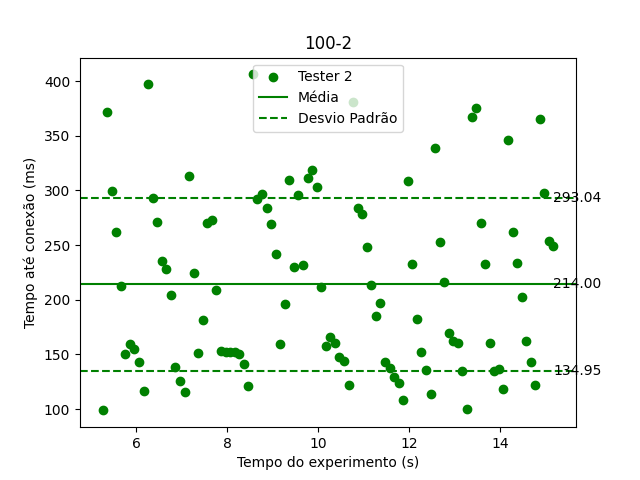 100-2
Tester 2
Média
Desvio Padrão
Tempo até conexão (ms)
400
350
300
250
200
150
100
293.04
214.00
134.95
6 8 10 12 14
Tempo do experimento (s)